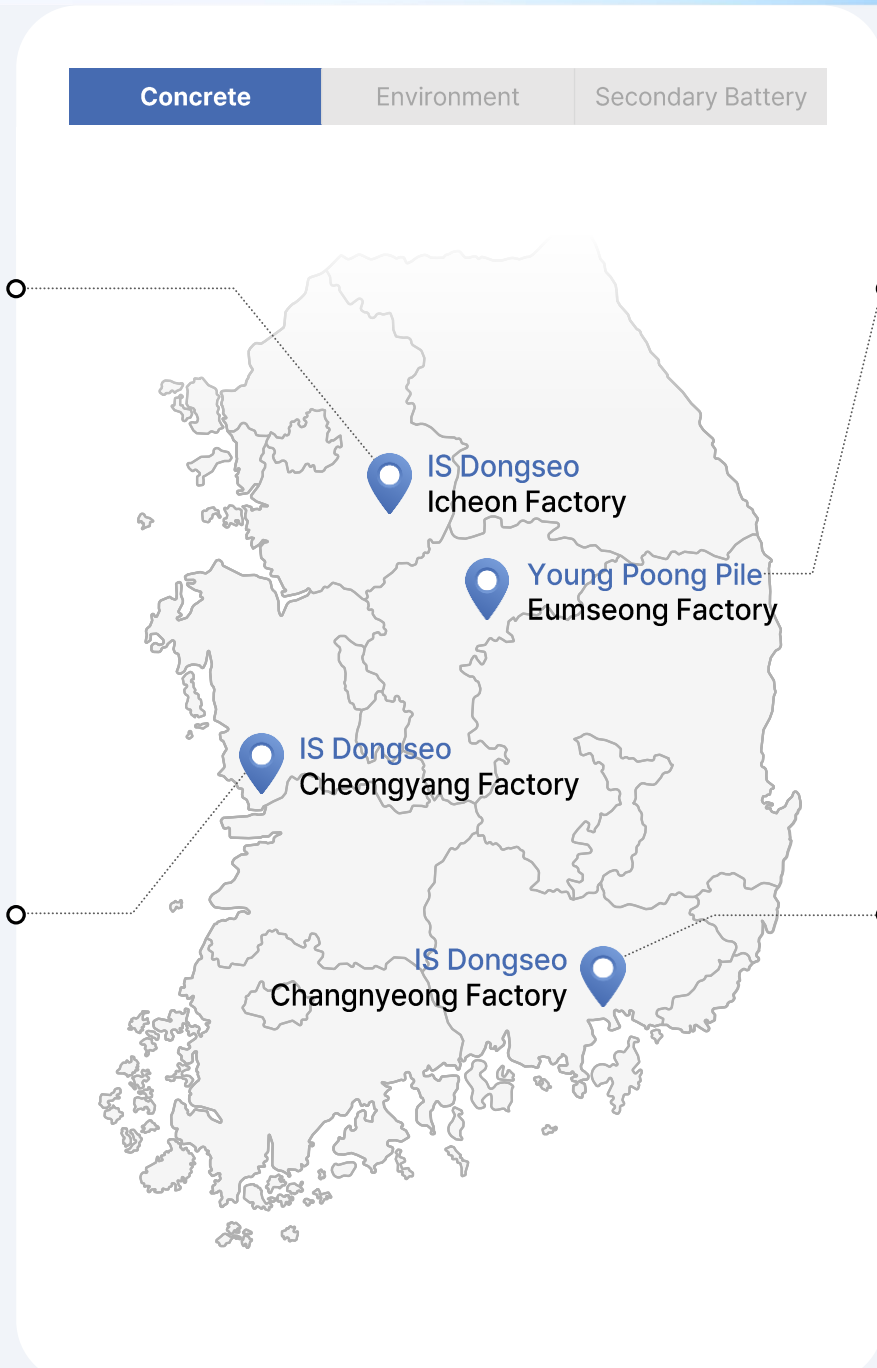 Concrete
Environment
Secondary Battery
IS Dongseo
Icheon Factory
Young Poong Pile
Eumseong Factory
IS Dongseo
Cheongyang Factory
IS Dongseo
Changnyeong Factory